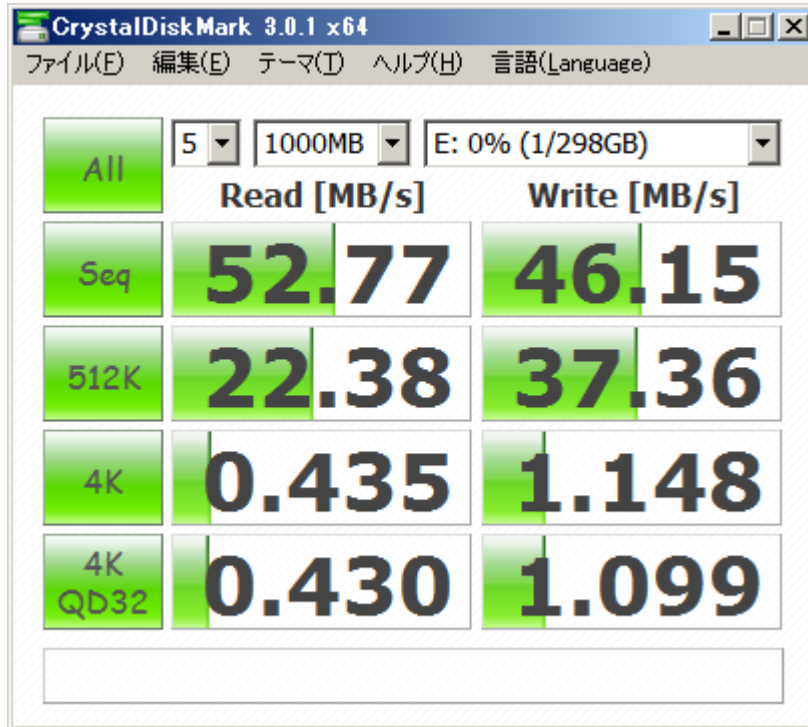 CrystalDiskMark 3.0.1 x64
ファイル(F) 編集(E) テーマ(T) ヘルプ(H) 言語(Language)
All 5 1000MB E: 0% (1/298GB)
Read [MB/s] Write [MB/s]
Seq 52.77 46.15
512K 22.38 37.36
4K 0.435 1.148
4K
QD32 0.430 1.099